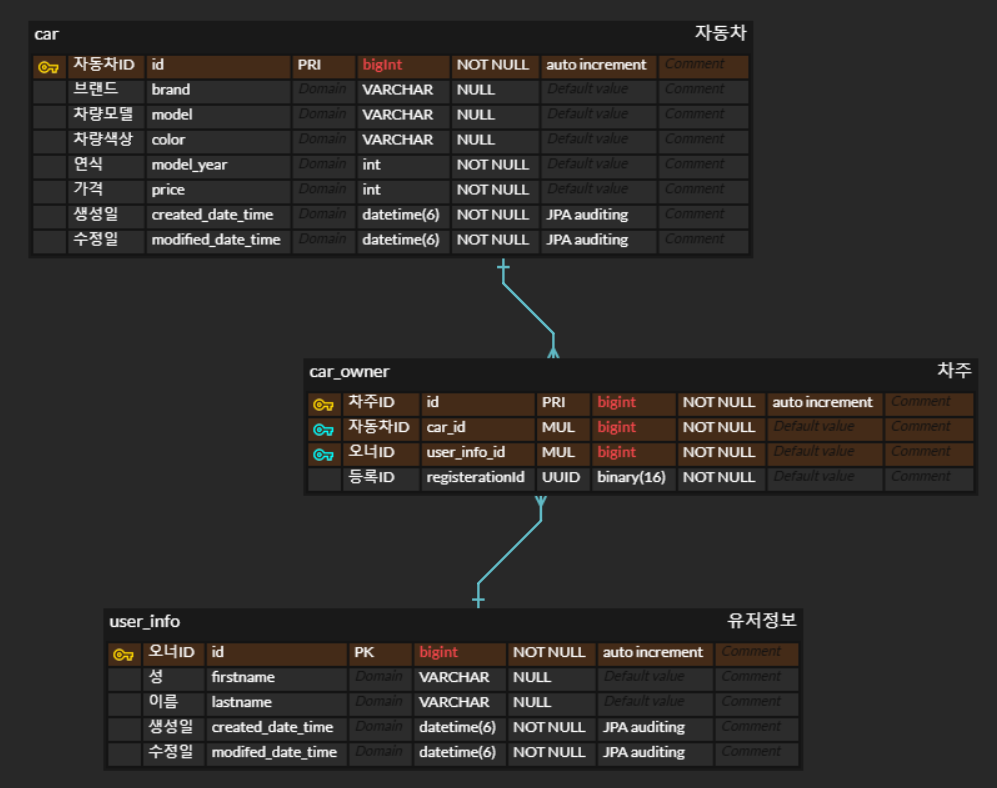 car 자동차
자동차ID id PRI bigInt NOT NULL auto increment Comment
브랜드 brand Domain VARCHAR NULL Default value Comment
차량모델 model Domain VARCHAR NULL Default value Comment
차량색상 color Domain VARCHAR NULL Default value Comment
연식 model_year Domain int NOT NULL Default value Comment
가격 price Domain int NOT NULL Default value Comment
생성일 created_date_time Domain datetime(6) NOT NULL JPA auditing Comment
수정일 modified_date_time Domain datetime(6) NOT NULL JPA auditing Comment
car_owner 차주
차주ID id PRI bigint NOT NULL auto increment Comment
자동차ID car_id MUL bigint NOT NULL Default value Comment
오너ID user_info_id MUL bigint NOT NULL Default value Comment
등록ID registerationId UUID binary(16) NOT NULL Default value Comment
user_info 유저정보
오너ID id PK bigint NOT NULL auto increment Comment
성 firstname Domain VARCHAR NULL Default value Comment
이름 lastname Domain VARCHAR NULL Default value Comment
생성일 created_date_time Domain datetime(6) NOT NULL JPA auditing Comment
수정일 modifed_date_time Domain datetime(6) NOT NULL JPA auditing Comment